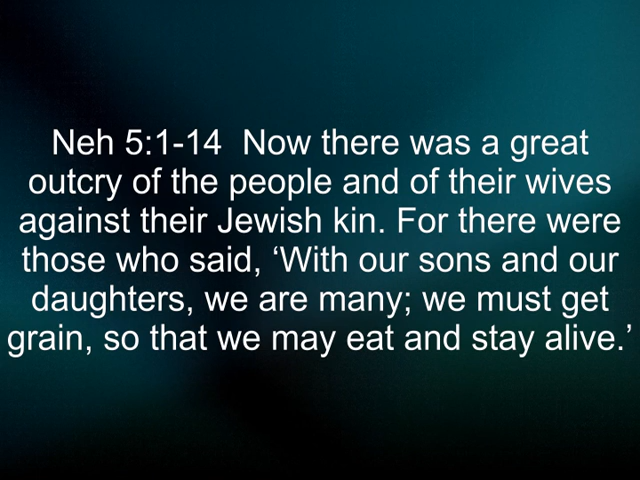 Neh 5:1-14  Now there was a great
outcry of the people and of their wives
against their Jewish kin. For there were
those who said, ‘With our sons and our
daughters, we are many; we must get
grain, so that we may eat and stay alive.’